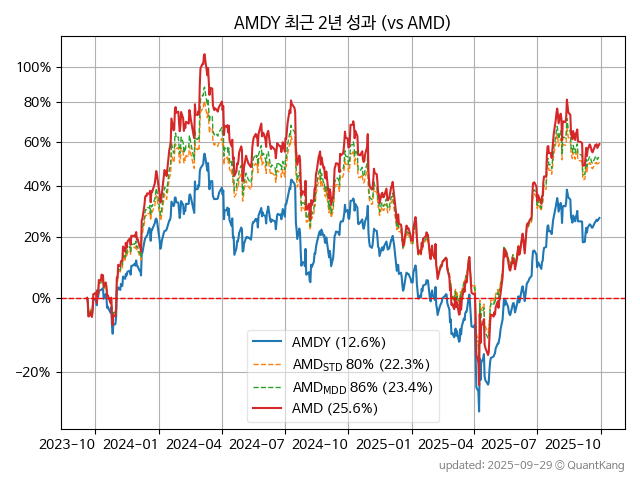 AMDY 최근 2년 성과 (vs AMD)
100%
80%
60%
40%
20%
0%
−20%
AMDY (12.6%)
AMD_STD 80% (22.3%)
AMD_MDD 86% (23.4%)
AMD (25.6%)
2023−10 2024−01 2024−04 2024−07 2024−10 2025−01 2025−04 2025−07 2025−10
updated: 2025-09-29 © QuantKang